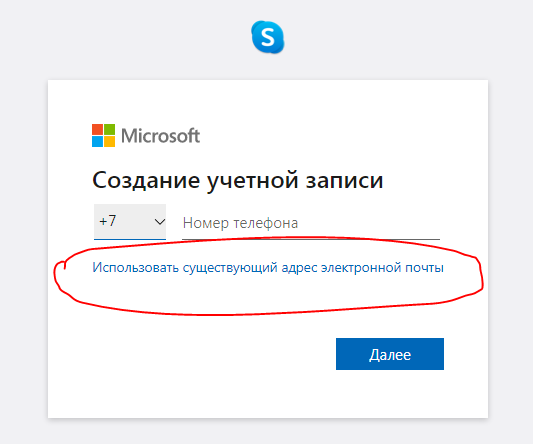 S
Microsoft
Создание учетной записи
+7 Номер телефона
Использовать существующий адрес электронной почты
Далее